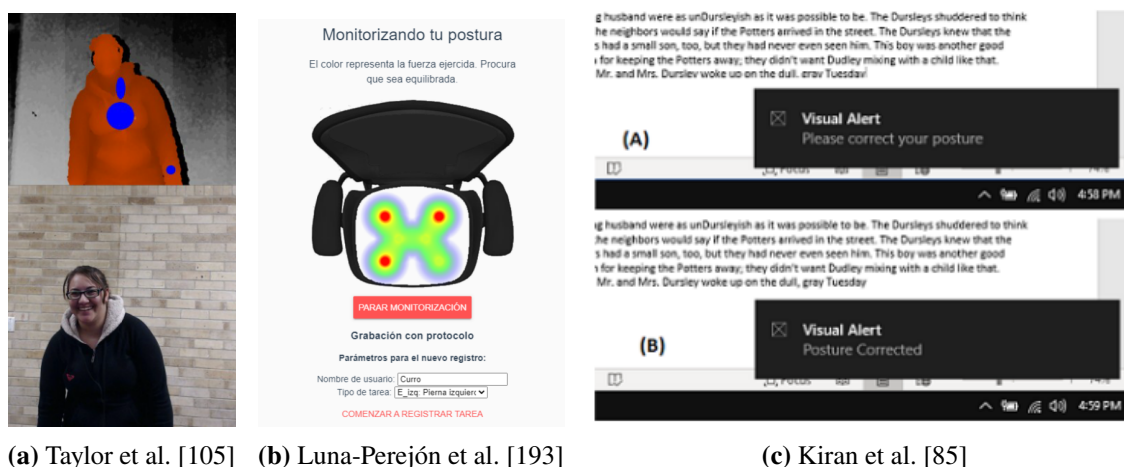 Monitorizando tu postura
El color representa la fuerza ejercida. Procura
que sea equilibrada.
PARAR MONITORIZACIÓN
Grabación con protocolo
Parámetros para el nuevo registro:
Nombre de usuario: Curro
Tipo de tarea: E_izq: Pierna izquier
COMENZAR A REGISTRAR TAREA
g husband were as unDursleyish as it was possible to be. The Dursleys shuddered to think
he neighbors would say if the Potters arrived in the street. The Dursleys knew that the
s had a small son, too, but they had never even seen him. This boy was another good
for keeping the Potters away; they didn't want Dudley mixing with a child like that.
Mr. and Mrs. Dursley woke up on the dull, gray Tuesday
(A)
Visual Alert
Please correct your posture
Focus
4:58 PM
g husband were as unDursleyish as it was possible to be. The Dursleys shuddered to think
he neighbors would say if the Potters arrived in the street. The Dursleys knew that the
s had a small son, too, but they had never even seen him. This boy was another good
for keeping the Potters away; they didn't want Dudley mixing with a child like that.
Mr. and Mrs. Dursley woke up on the dull, gray Tuesday
(B)
Visual Alert
Posture Corrected
4:59 PM
(a) Taylor et al. [105]
(b) Luna-Perejón et al. [193]
(c) Kiran et al. [85]